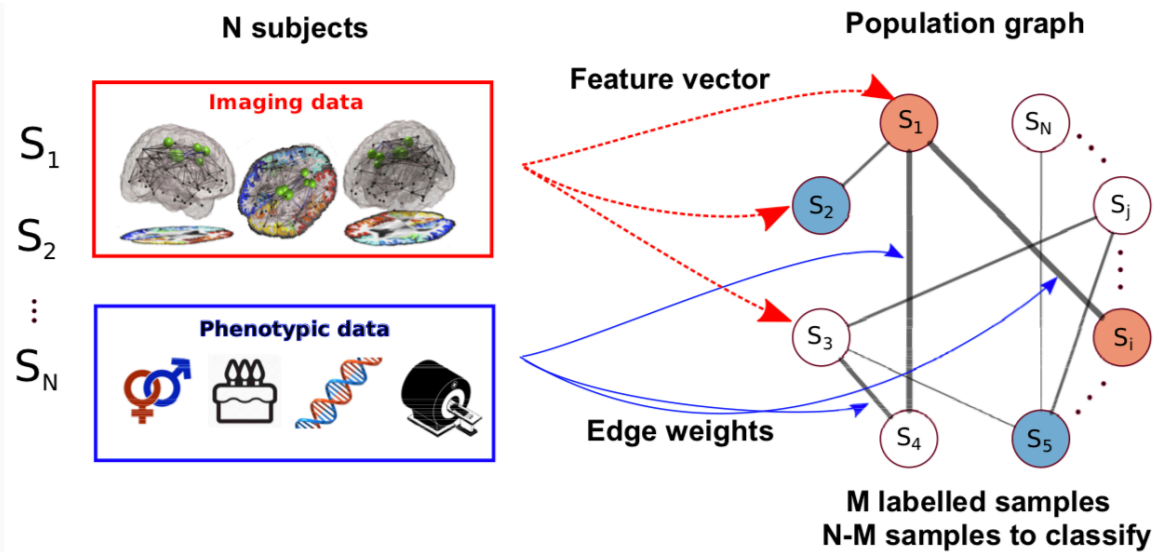 N subjects
Population graph
Imaging data
Feature vector
S1
S2
SN
Phenotypic data
Edge weights
S1
SN
S2
Sj
S3
Si
S4
S5
M labelled samples
N-M samples to classify